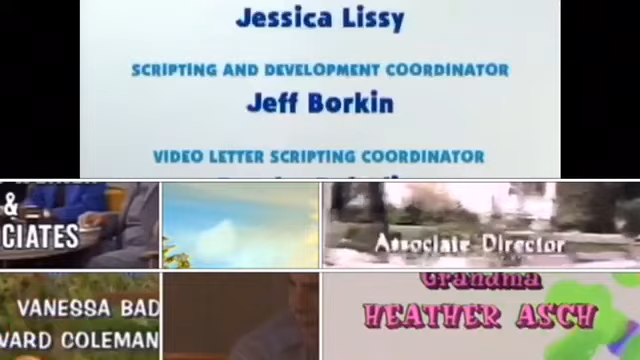 Jessica Lissy
SCRIPTING AND DEVELOPMENT COORDINATOR
Jeff Borkin
VIDEO LETTER SCRIPTING COORDINATOR
&
CIATES
Associate Director
VANESSA BAD
VARD COLEMAN
Grandma
HEATHER ASCH